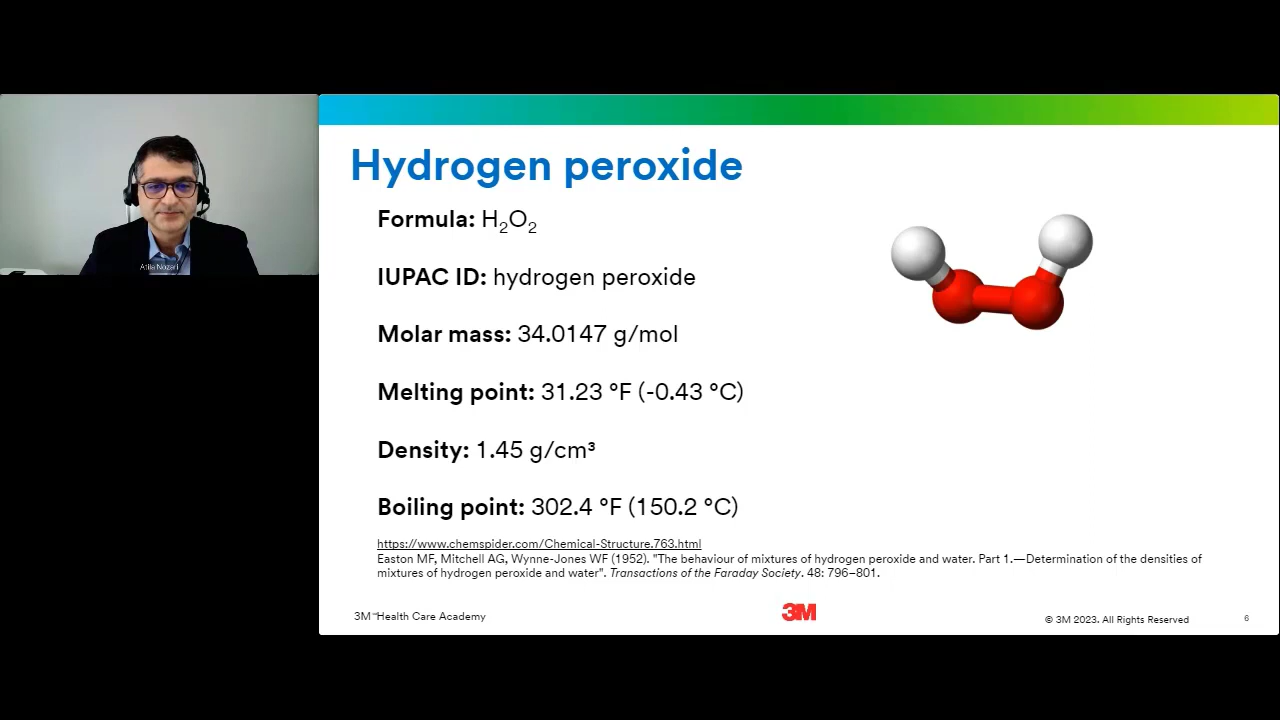 Atilla Nozari
Hydrogen peroxide
Formula: H₂O₂
IUPAC ID: hydrogen peroxide
Molar mass: 34.0147 g/mol
Melting point: 31.23 °F (-0.43 °C)
Density: 1.45 g/cm³
Boiling point: 302.4 °F (150.2 °C)
https://www.chemspider.com/Chemical-Structure.763.html
Easton MF, Mitchell AG, Wynne-Jones WF (1952). "The behaviour of mixtures of hydrogen peroxide and water. Part 1.—Determination of the densities of
mixtures of hydrogen peroxide and water". Transactions of the Faraday Society. 48: 796–801.
3M™ Health Care Academy
3M
© 3M 2023. All Rights Reserved
6